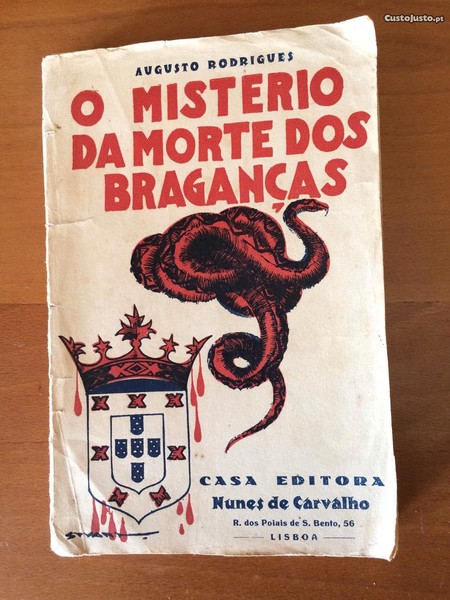 CustoJusto.pt
AUGUSTO RODRIGUES
O MISTERIO
DA MORTE DOS
BRAGANÇAS
CASA EDITORA
Nunes de Carvalho
R. dos Poiais de S. Bento, 56
LISBOA